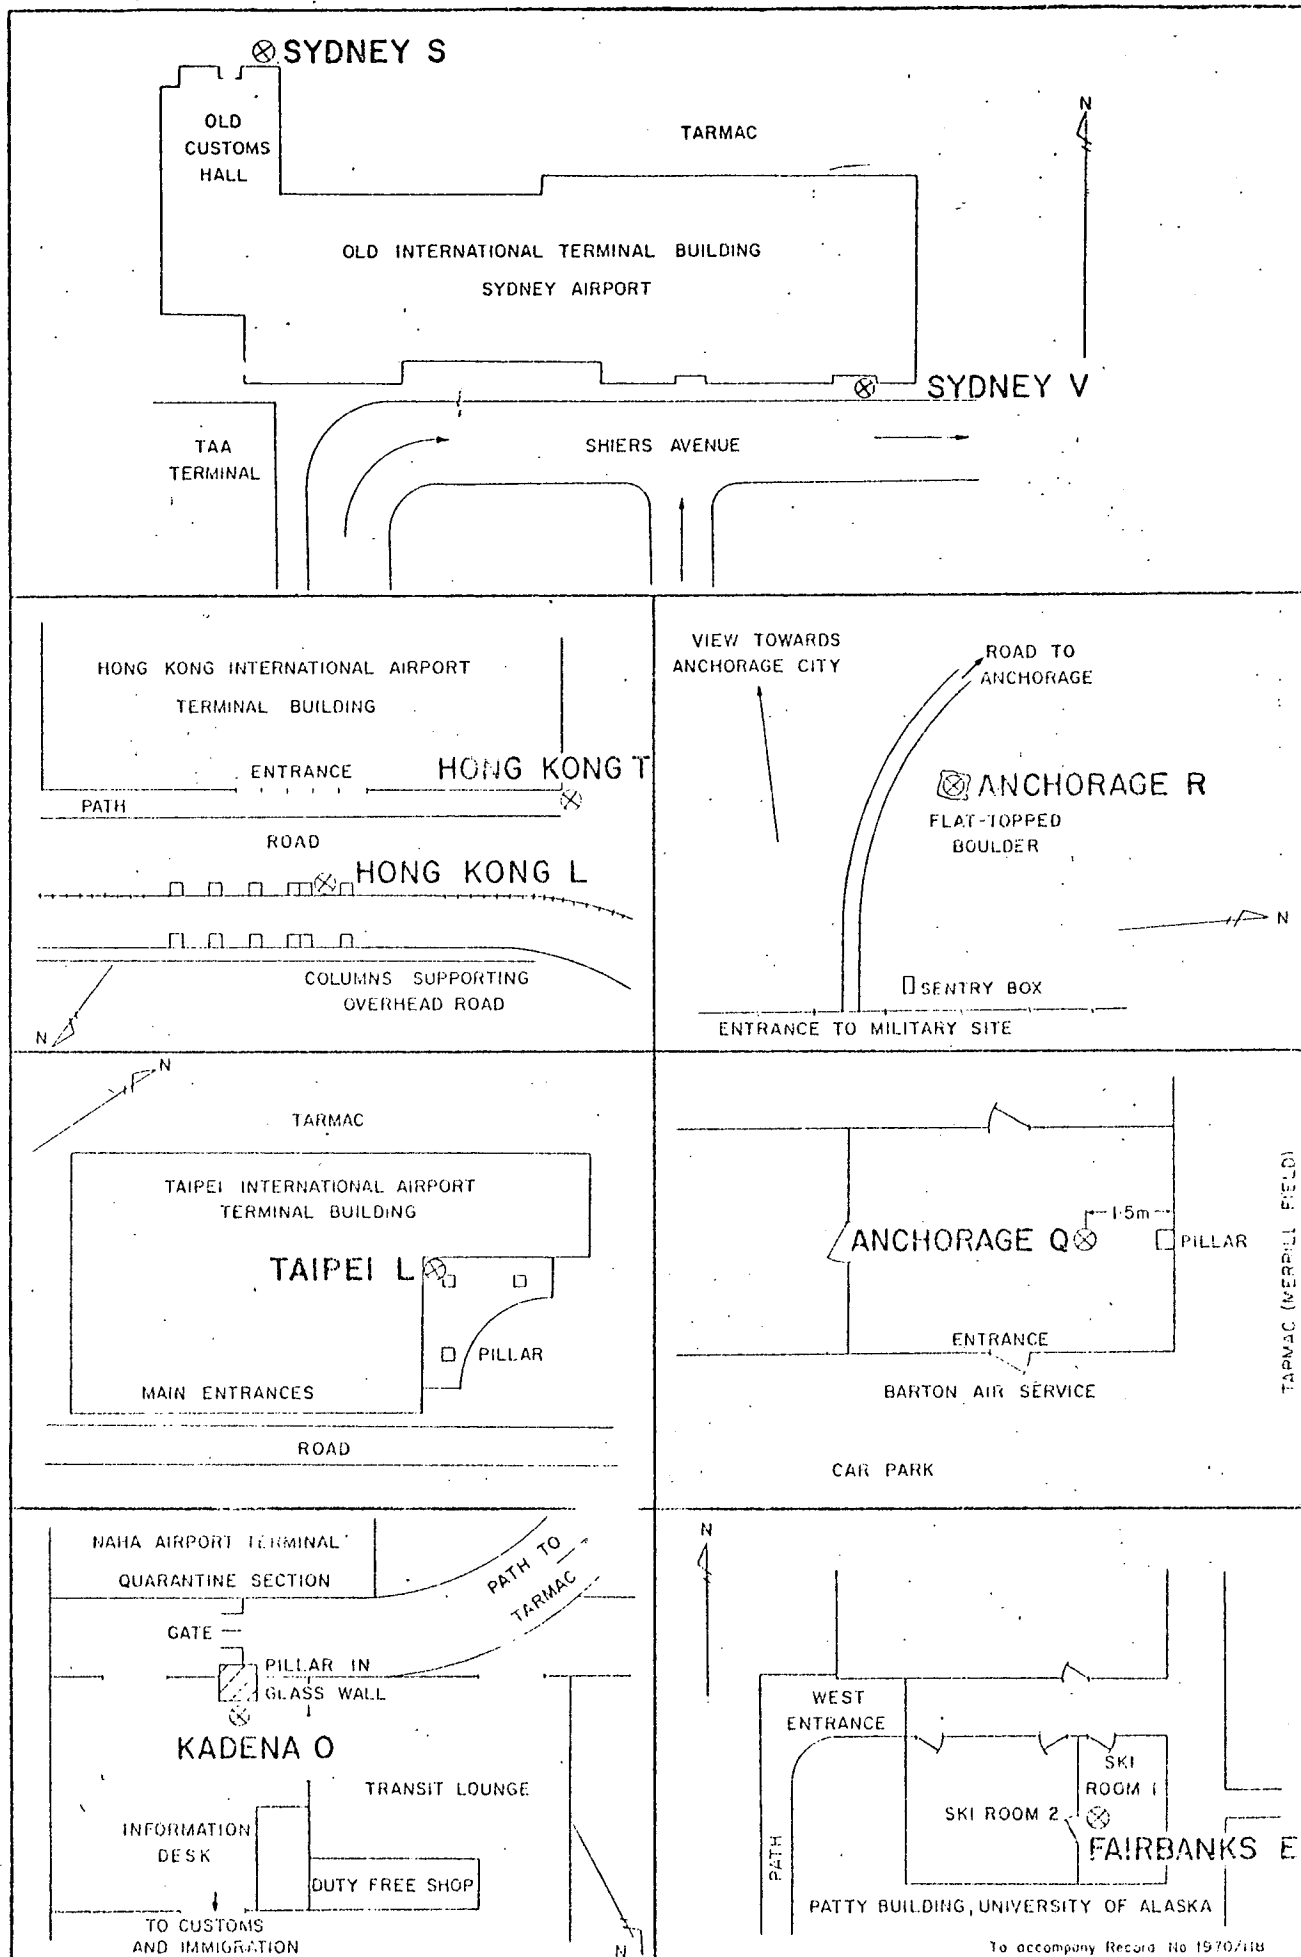 SYDNEY S
OLD
CUSTOMS
HALL
TARMAC
N
OLD INTERNATIONAL TERMINAL BUILDING
SYDNEY AIRPORT
SYDNEY V
TAA
TERMINAL
SHIERS AVENUE
HONG KONG INTERNATIONAL AIRPORT
TERMINAL BUILDING
ENTRANCE
HONG KONG T
PATH
ROAD
HONG KONG L
COLUMNS SUPPORTING
OVERHEAD ROAD
N
VIEW TOWARDS
ANCHORAGE CITY
ROAD TO
ANCHORAGE
ANCHORAGE R
FLAT-TOPPED
BOULDER
N
SENTRY BOX
ENTRANCE TO MILITARY SITE
N
TARMAC
TAIPEI INTERNATIONAL AIRPORT
TERMINAL BUILDING
TAIPEI L
PILLAR
MAIN ENTRANCES
ROAD
1·5m
ANCHORAGE Q
PILLAR
TARMAC (MERRILL FIELD)
ENTRANCE
BARTON AIR SERVICE
CAR PARK
NAHA AIRPORT TERMINAL
QUARANTINE SECTION
PATH TO
TARMAC
GATE
PILLAR IN
GLASS WALL
KADENA O
TRANSIT LOUNGE
INFORMATION
DESK
DUTY FREE SHOP
TO CUSTOMS
AND IMMIGRATION
N
N
WEST
ENTRANCE
SKI
ROOM 1
SKI ROOM 2
FAIRBANKS E
PATH
PATTY BUILDING, UNIVERSITY OF ALASKA
To accompany Record No 1970/118